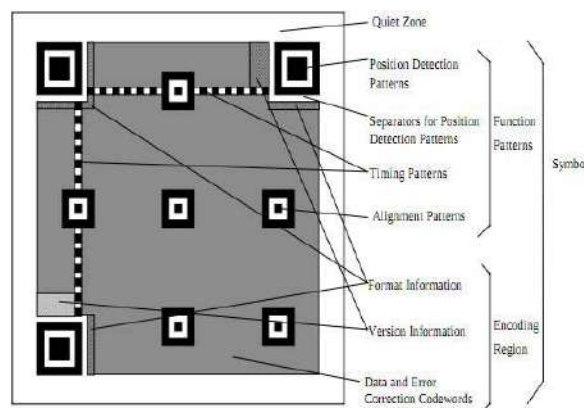 Quiet Zone
Position Detection
Patterns
Separators for Position
Detection Patterns
Function
Patterns
Symbo
Timing Patterns
Alignment Patterns
Format Information
Version Information
Encoding
Region
Data and Error
Correction Codewords